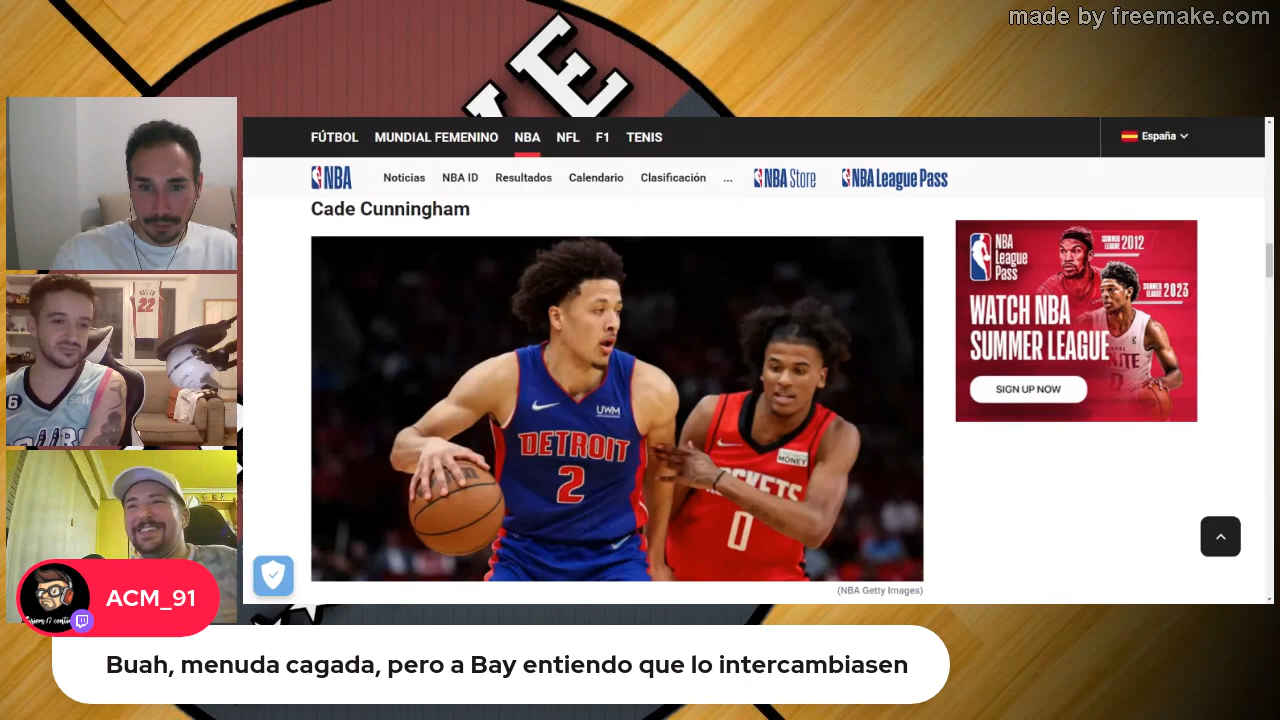 made by freemake.com
VE
FÚTBOL MUNDIAL FEMENINO NBA NFL F1 TENIS
España
NBA Noticias NBA ID Resultados Calendario Clasificación ... NBA Store NBA League Pass
Cade Cunningham
NBA
League
Pass
SUMMER
LEAGUE 2012
SUMMER
LEAGUE 2023
WATCH NBA
SUMMER LEAGUE
SIGN UP NOW
UWM
DETROIT
2
MONEY
ROCKETS
0
22
6
(NBA Getty Images)
ACM_91
Buah, menuda cagada, pero a Bay entiendo que lo intercambiasen